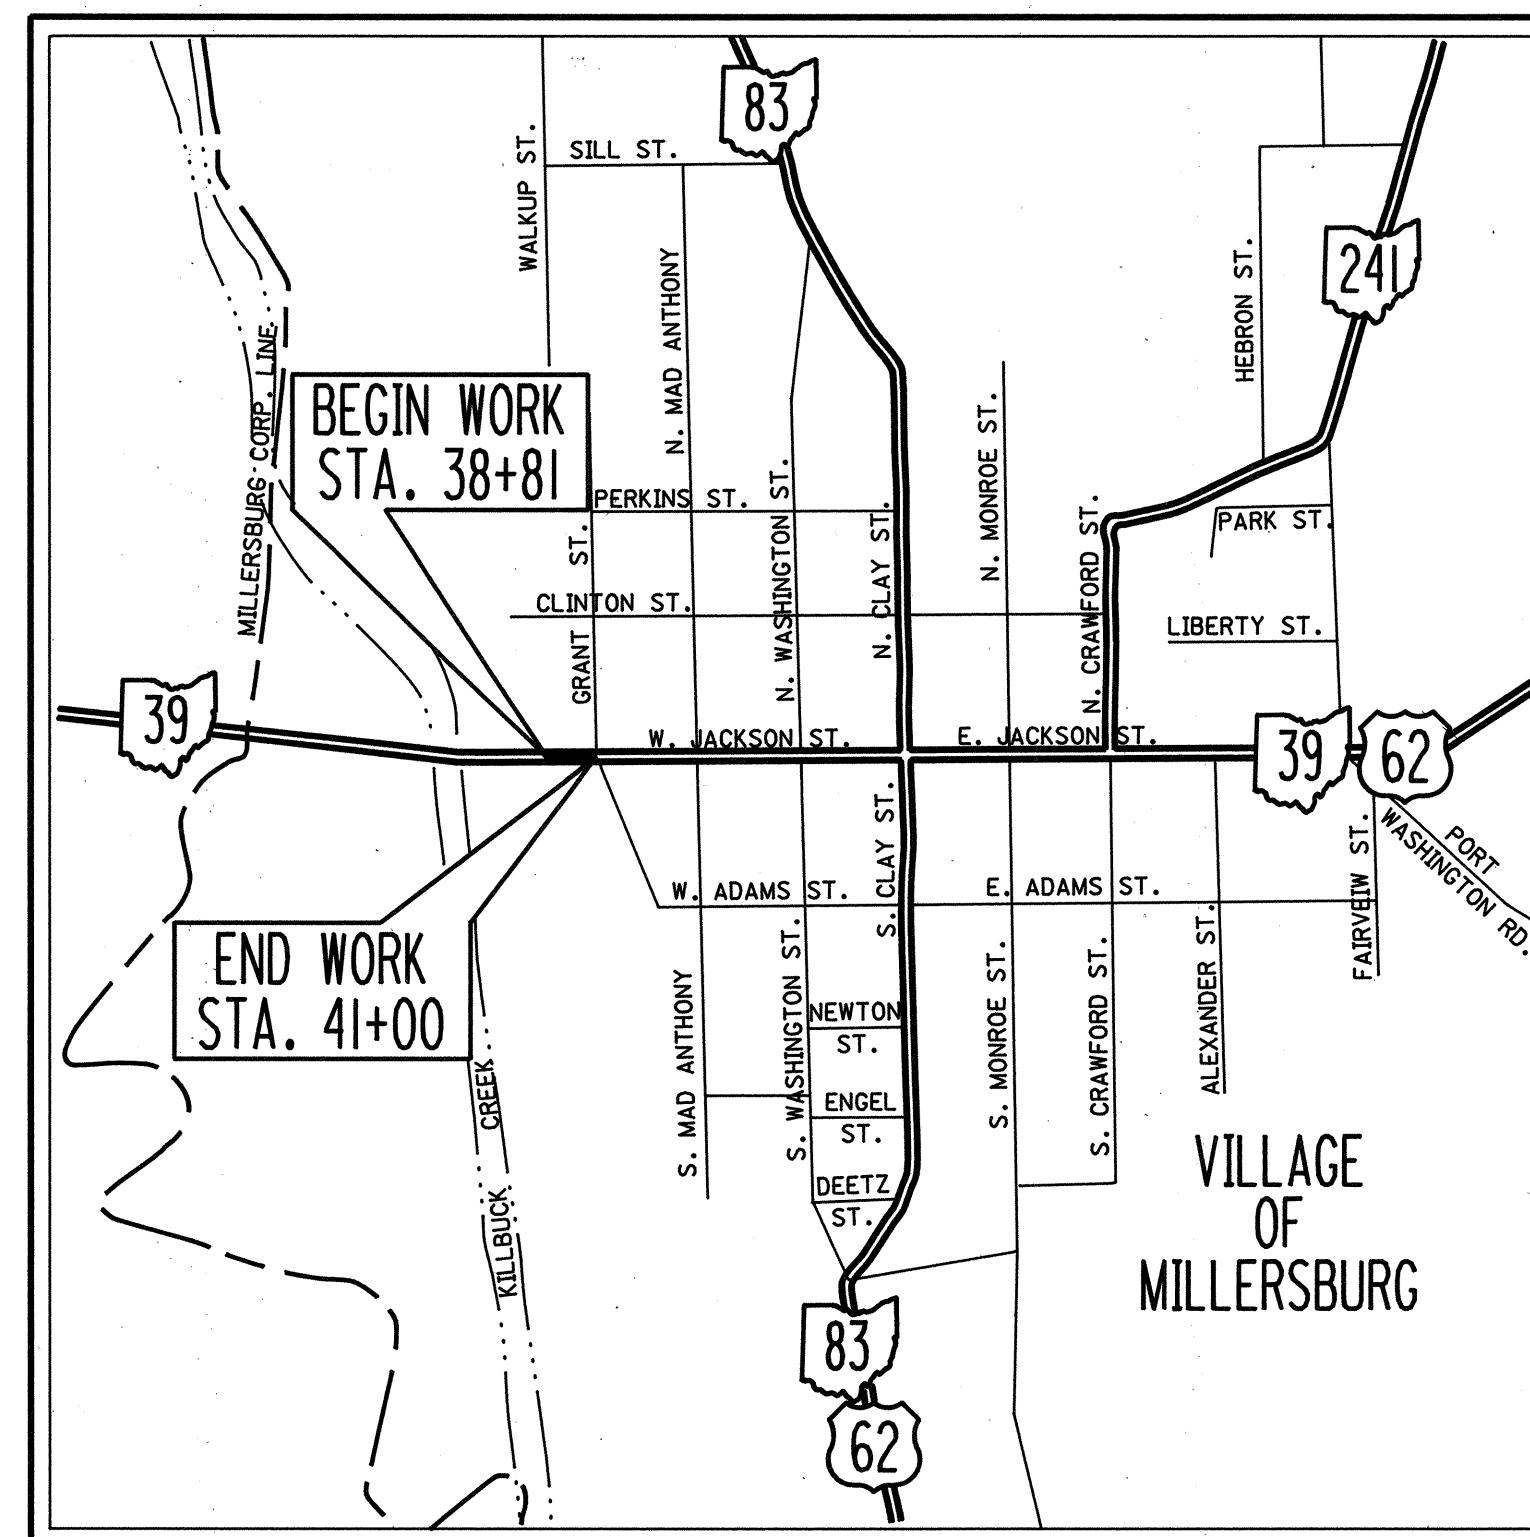 83
SILL ST.
WALKUP ST.
N. MAD ANTHONY
241
HEBRON ST.
MILLERSBURG CORP. LINE
BEGIN WORK
STA. 38+81
PERKINS ST.
GRANT ST.
N. WASHINGTON ST.
N. CLAY ST.
N. MONROE ST.
N. CRAWFORD ST.
PARK ST.
CLINTON ST.
LIBERTY ST.
39
W. JACKSON ST.
E. JACKSON ST.
39
62
PORT
WASHINGTON RD.
FAIRVEIW ST.
S. CLAY ST.
W. ADAMS ST.
E. ADAMS ST.
END WORK
STA. 41+00
S. MAD ANTHONY
S. WASHINGTON ST.
NEWTON
ST.
ENGEL
ST.
DEETZ
ST.
S. MONROE ST.
S. CRAWFORD ST.
ALEXANDER ST.
KILLBUCK CREEK
VILLAGE
OF
MILLERSBURG
83
62